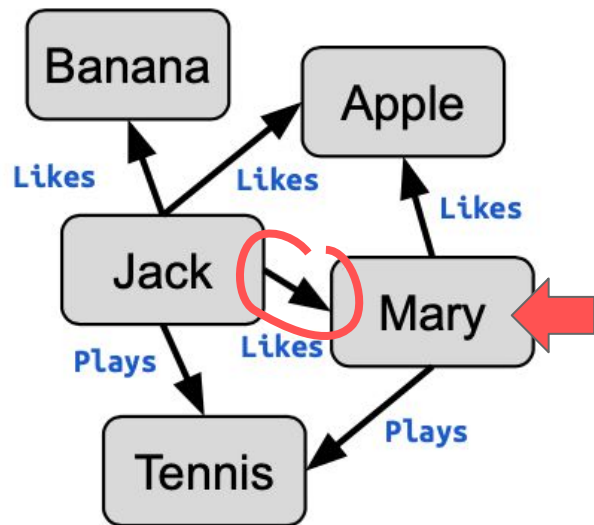 Banana
Apple
Likes
Likes
Likes
Jack
Mary
Likes
Plays
Plays
Tennis